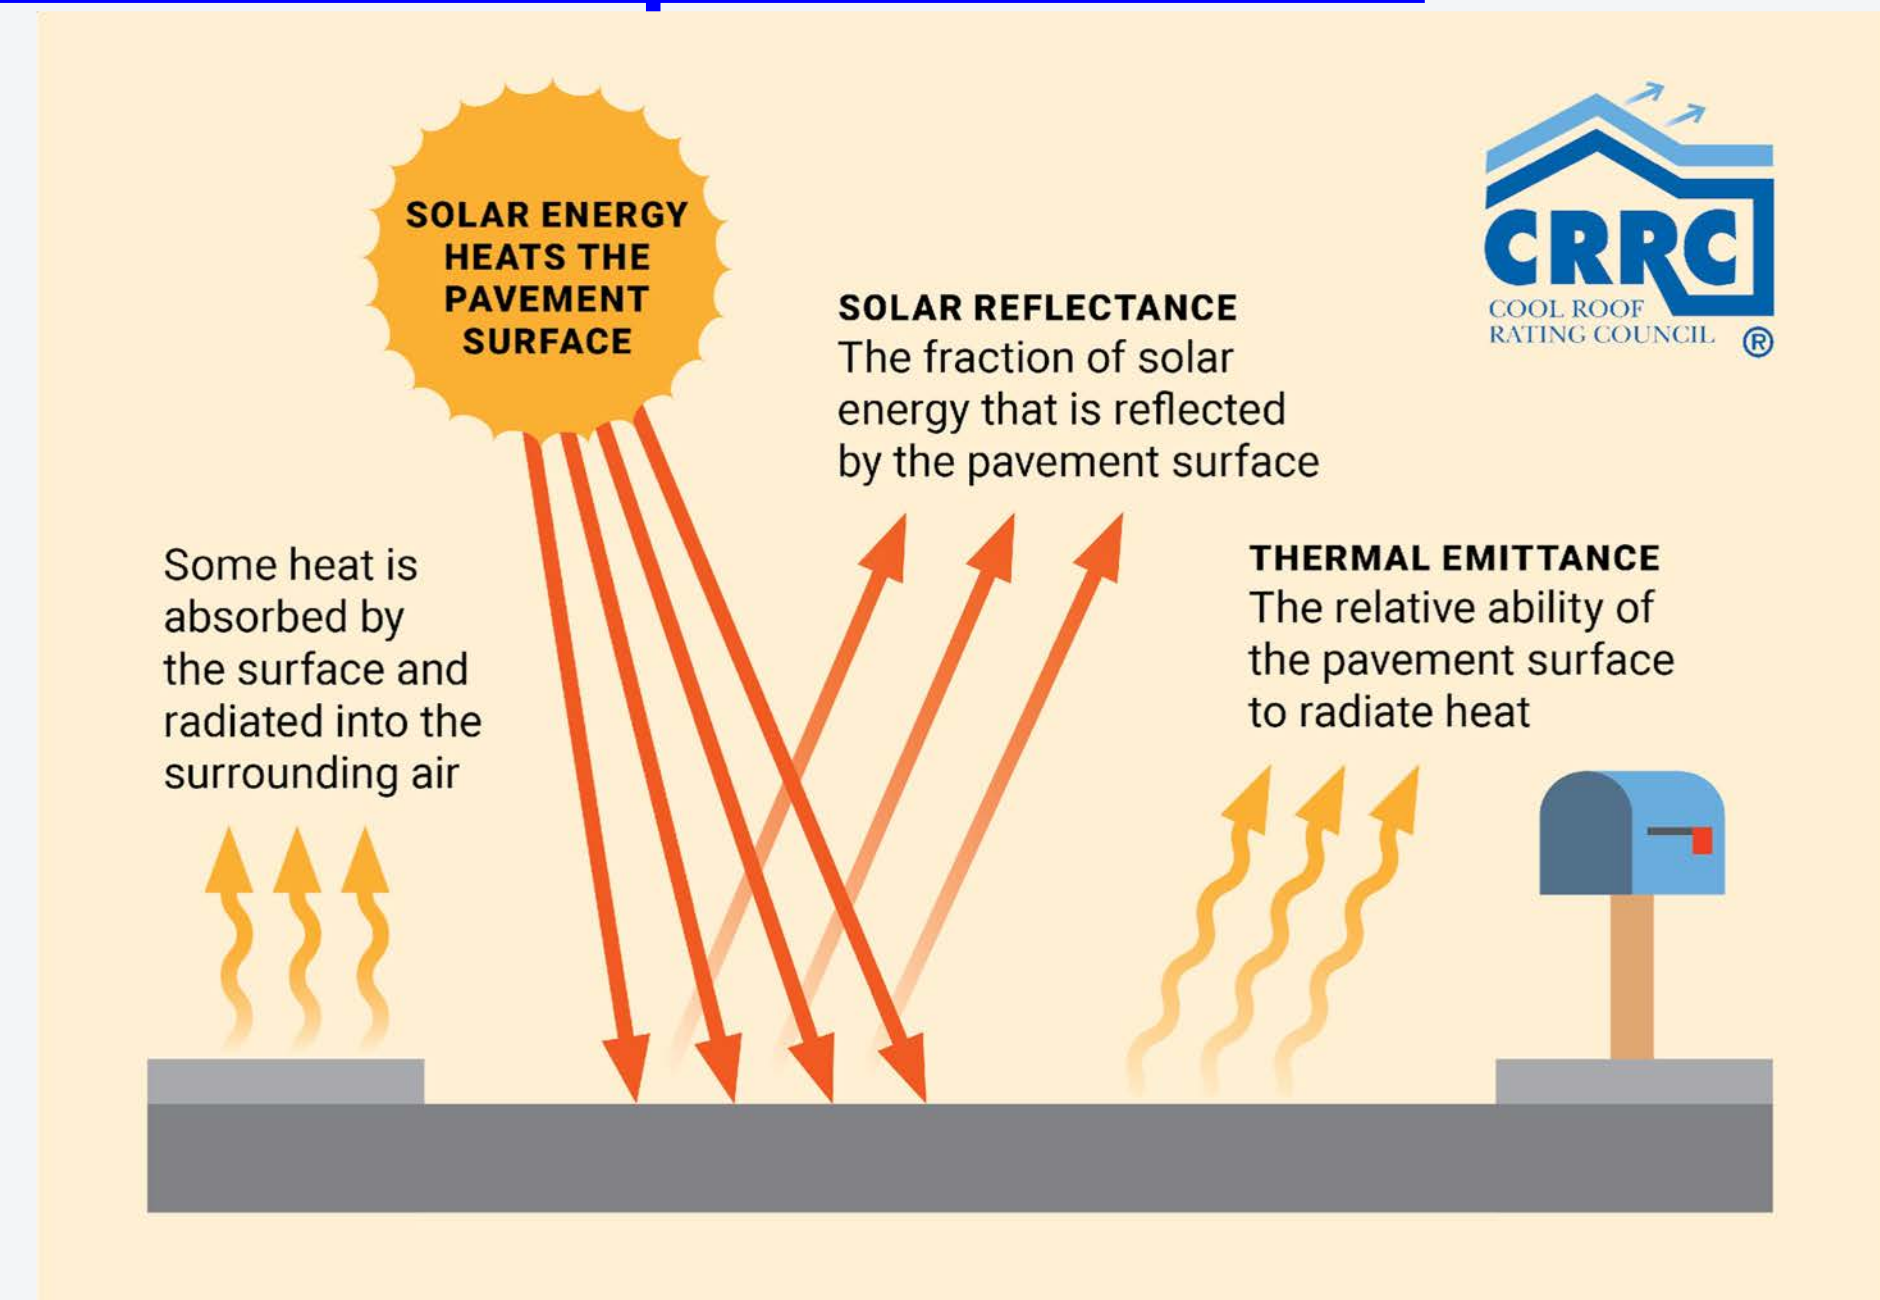 SOLAR ENERGY
HEATS THE
PAVEMENT
SURFACE
SOLAR REFLECTANCE
The fraction of solar
energy that is reflected
by the pavement surface
CRRC
COOL ROOF
RATING COUNCIL ®
Some heat is
absorbed by
the surface and
radiated into the
surrounding air
THERMAL EMITTANCE
The relative ability of
the pavement surface
to radiate heat